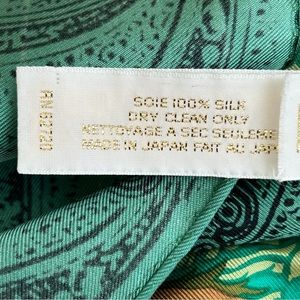 SOIE 100% SILK
DRY CLEAN ONLY
NETTOYAGE A SEC SEULEME
MADE IN JAPAN FAIT AU JAP